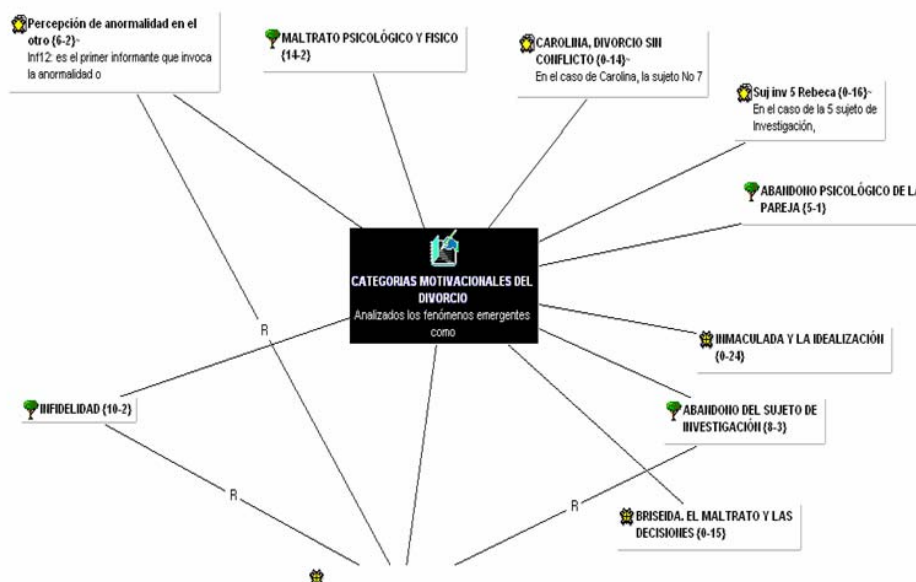 Percepción de anormalidad en el
otro {6-2}~
Inf12: es el primer informante que invoca
la anormalidad o
MALTRATO PSICOLÓGICO Y FISICO
{14-2}
CAROLINA, DIVORCIO SIN
CONFLICTO {0-14}~
En el caso de Carolina, la sujeto No 7
Suj inv 5 Rebeca {0-16}~
En el caso de la 5 sujeto de
Investigación,
ABANDONO PSICOLÓGICO DE LA
PAREJA {5-1}
CATEGORIAS MOTIVACIONALES DEL
DIVORCIO
Analizados los fenómenos emergentes
como
INMACULADA Y LA IDEALIZACIÓN
{0-24}
R
INFIDELIDAD {10-2}
ABANDONO DEL SUJETO DE
INVESTIGACIÓN {8-3}
R
R
BRISEIDA. EL MALTRATO Y LAS
DECISIONES {0-15}